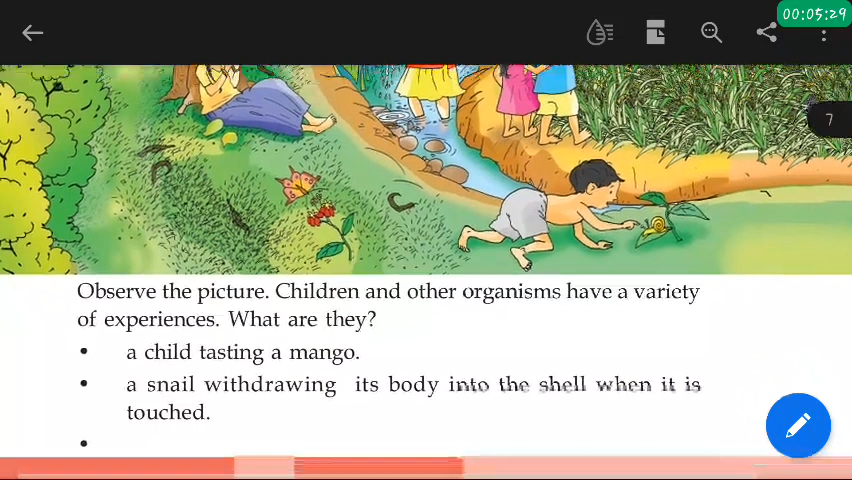 00:05:29
7
Observe the picture. Children and other organisms have a variety
of experiences. What are they?
• a child tasting a mango.
• a snail withdrawing its body into the shell when it is
touched.
•